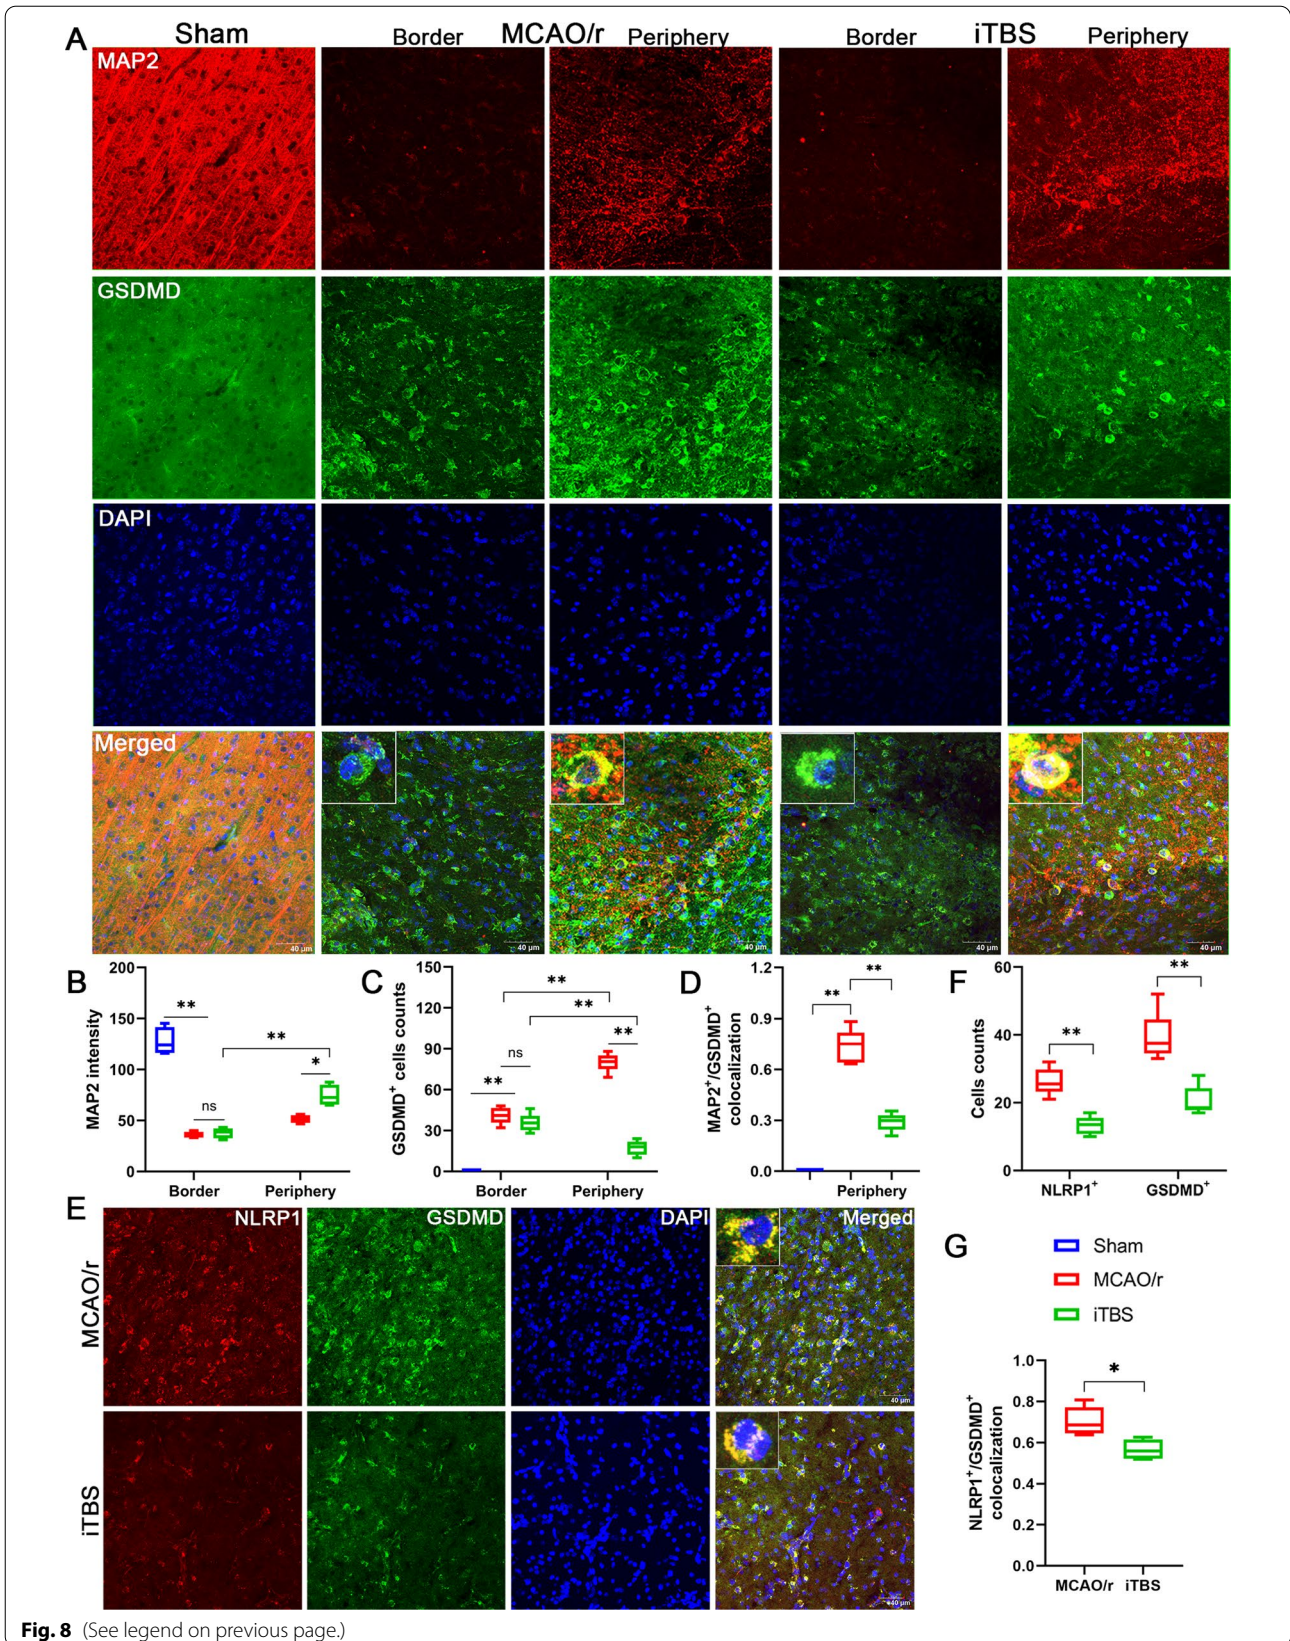 A
Sham
MCAO/r
iTBS
Border
Periphery
Border
Periphery
MAP2
GSDMD
DAPI
Merged
40 µm
40 µm
40 µm
40 µm
40 µm
B
MAP2 intensity
200
150
100
50
0
**
ns
**
*
Border
Periphery
C
GSDMD+ cells counts
150
120
90
60
30
0
**
ns
**
**
**
Border
Periphery
D
MAP2+/GSDMD+
colocalization
1.2
0.9
0.6
0.3
0.0
**
**
Periphery
F
Cells counts
60
40
20
0
**
**
NLRP1+
GSDMD+
E
NLRP1
GSDMD
DAPI
Merged
MCAO/r
40 µm
iTBS
40 µm
G
Sham
MCAO/r
iTBS
NLRP1+/GSDMD+
colocalization
1.0
0.8
0.6
0.4
0.2
0.0
*
MCAO/r
iTBS
Fig. 8 (See legend on previous page.)